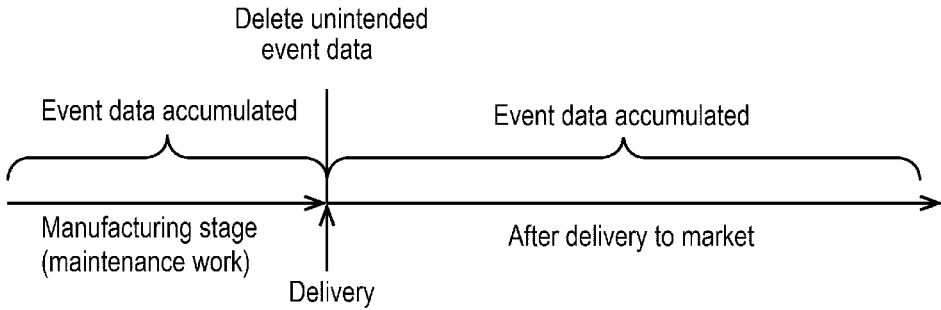 Delete unintended
event data
Event data accumulated
Event data accumulated
Manufacturing stage
(maintenance work)
After delivery to market
Delivery